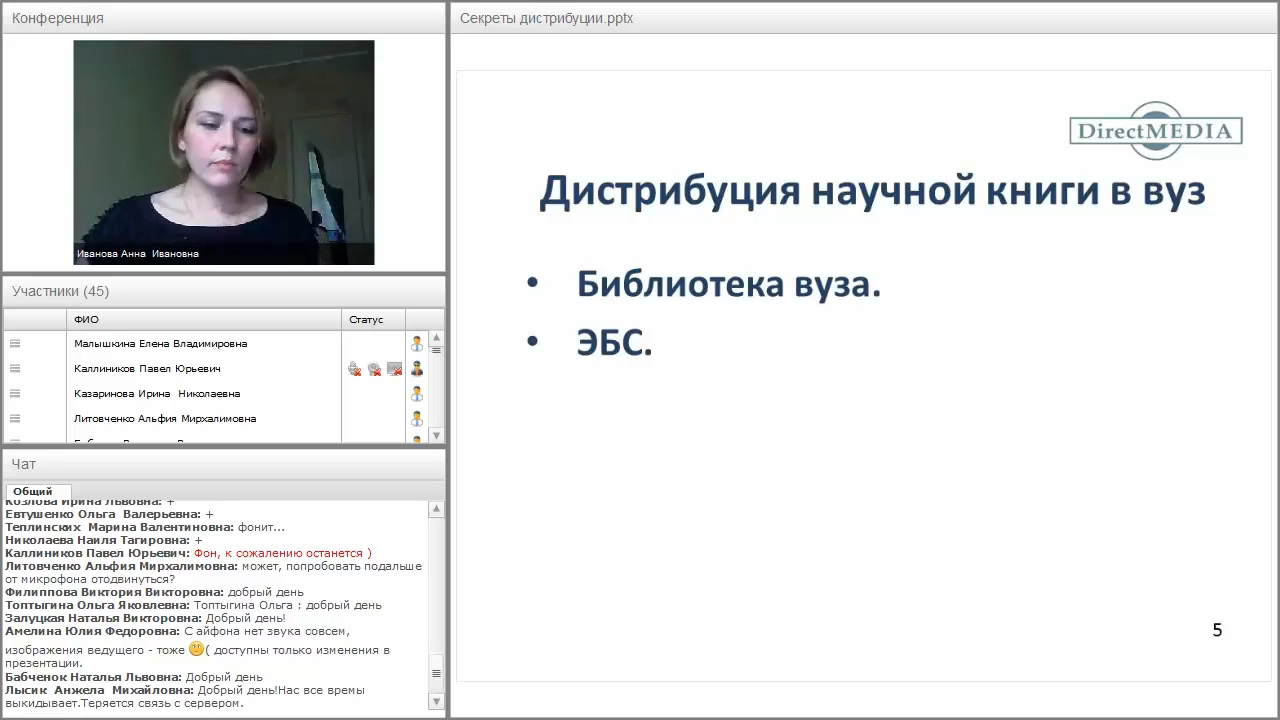 Конференция
Иванова Анна Ивановна
Участники (45)
ФИО
Статус
Малышкина Елена Владимировна
Каллиников Павел Юрьевич
Казаринова Ирина Николаевна
Литовченко Альфия Мирхалимовна
Чат
Общий
Козлова Ирина Львовна: +
Евтушенко Ольга Валерьевна: +
Теплинских Марина Валентиновна: фонит...
Николаева Наиля Тагировна: +
Каллиников Павел Юрьевич: Фон, к сожалению останется )
Литовченко Альфия Мирхалимовна: может, попробовать подальше
от микрофона отодвинуться?
Филиппова Виктория Викторовна: добрый день
Топтыгина Ольга Яковлевна: Топтыгина Ольга : добрый день
Залуцкая Наталья Викторовна: Добрый день!
Амелина Юлия Федоровна: С айфона нет звука совсем,
изображения ведущего - тоже ( доступны только изменения в
презентации.
Бабченок Наталья Львовна: Добрый день
Лысик Анжела Михайловна: Добрый день!Нас все времы
выкидывает.Теряется связь с сервером.
Секреты дистрибуции.pptx
DirectMEDIA
Дистрибуция научной книги в вуз
• Библиотека вуза.
• ЭБС.
5